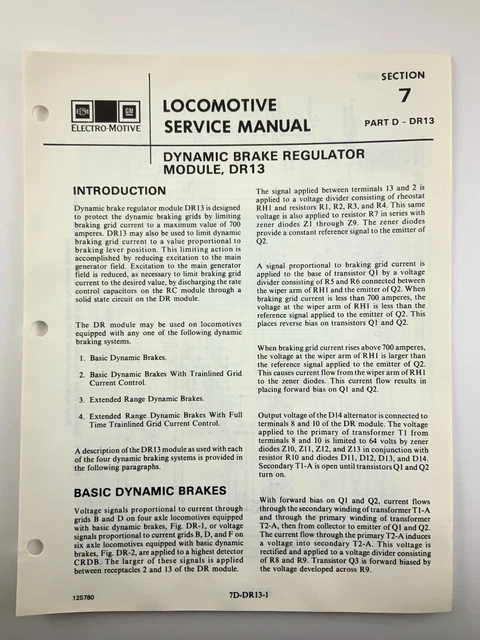 SECTION
7
PART D - DR13
GM
ELECTRO-MOTIVE
LOCOMOTIVE
SERVICE MANUAL
DYNAMIC BRAKE REGULATOR
MODULE, DR13
INTRODUCTION
Dynamic brake regulator module DR13 is designed
to protect the dynamic braking grids by limiting
braking grid current to a maximum value of 700
amperes. DR13 may also be used to limit dynamic
braking grid current to a value proportional to
braking lever position. This limiting action is
accomplished by reducing excitation to the main
generator field. Excitation to the main generator
field is reduced, as necessary to limit braking grid
current to the desired value, by discharging the rate
control capacitors on the RC module through a
solid state circuit on the DR module.
The DR module may be used on locomotives
equipped with any one of the following dynamic
braking systems.
1. Basic Dynamic Brakes.
2. Basic Dynamic Brakes With Trainlined Grid
Current Control.
3. Extended Range Dynamic Brakes.
4. Extended Range Dynamic Brakes With Full
Time Trainlined Grid Current Control.
A description of the DR13 module as used with each
of the four dynamic braking systems is provided in
the following paragraphs.
BASIC DYNAMIC BRAKES
Voltage signals proportional to current through
grids B and D on four axle locomotives equipped
with basic dynamic brakes, Fig. DR-1, or voltage
signals proportional to current grids B, D, and F on
six axle locomotives equipped with basic dynamic
brakes, Fig. DR-2, are applied to a highest detector
CRDB. The larger of these signals is applied
between receptacles 2 and 13 of the DR module.
The signal applied between terminals 13 and 2 is
applied to a voltage divider consisting of rheostat
RH1 and resistors R1, R2, R3, and R4. This same
voltage is also applied to resistor R7 in series with
zener diodes Z1 through Z9. The zener diodes
provide a constant reference signal to the emitter of
Q2.
A signal proportional to braking grid current is
applied to the base of transistor Q1 by a voltage
divider consisting of R5 and R6 connected between
the wiper arm of RH1 and the emitter of Q2. When
braking grid current is less than 700 amperes, the
voltage at the wiper arm of RH1 is less than the
reference signal applied to the emitter of Q2. This
places reverse bias on transistors Q1 and Q2.
When braking grid current rises above 700 amperes,
the voltage at the wiper arm of RH1 is larger than
the reference signal applied to the emitter of Q2.
This causes current flow from the wiper arm of RH1
to the zener diodes. This current flow results in
placing forward bias on Q1 and Q2.
Output voltage of the D14 alternator is connected to
terminals 8 and 10 of the DR module. The voltage
applied to the primary of transformer T1 from
terminals 8 and 10 is limited to 64 volts by zener
diodes Z10, Z11, Z12, and Z13 in conjunction with
resistor R10 and diodes D11, D12, D13, and D14.
Secondary T1-A is open until transistors Q1 and Q2
turn on.
With forward bias on Q1 and Q2, current flows
through the secondary winding of transformer T1-A
and through the primary winding of transformer
T2-A, then from collector to emitter of Q1 and Q2.
The current flow through the primary T2-A induces
a voltage into secondary T2-A. This voltage is
rectified and applied to a voltage divider consisting
of R8 and R9. Transistor Q3 is forward biased by
the voltage developed across R9.
12S780
7D-DR13-1